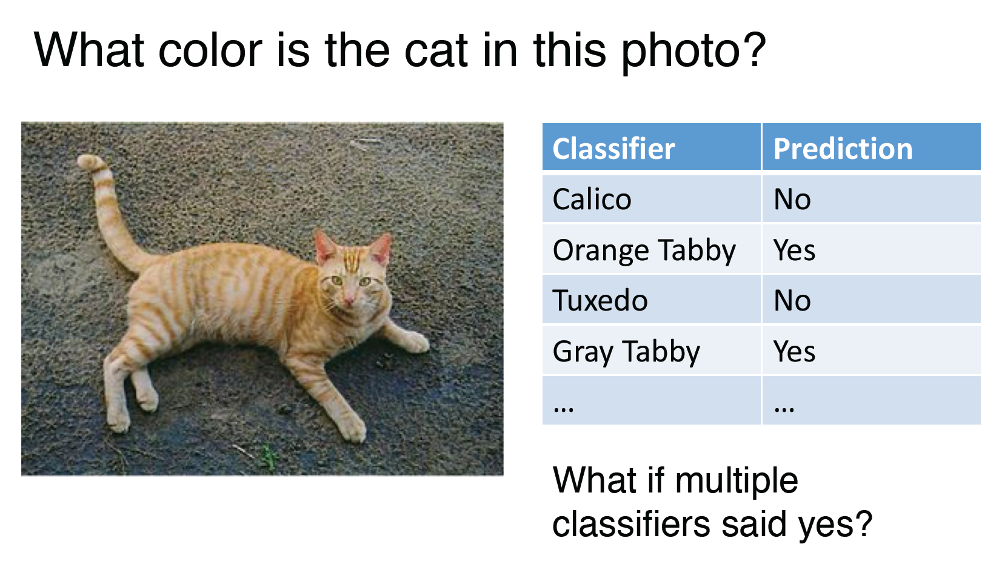 What color is the cat in this photo?
Classifier Prediction
Calico No
Orange Tabby Yes
Tuxedo No
Gray Tabby Yes
... ...
What if multiple
classifiers said yes?